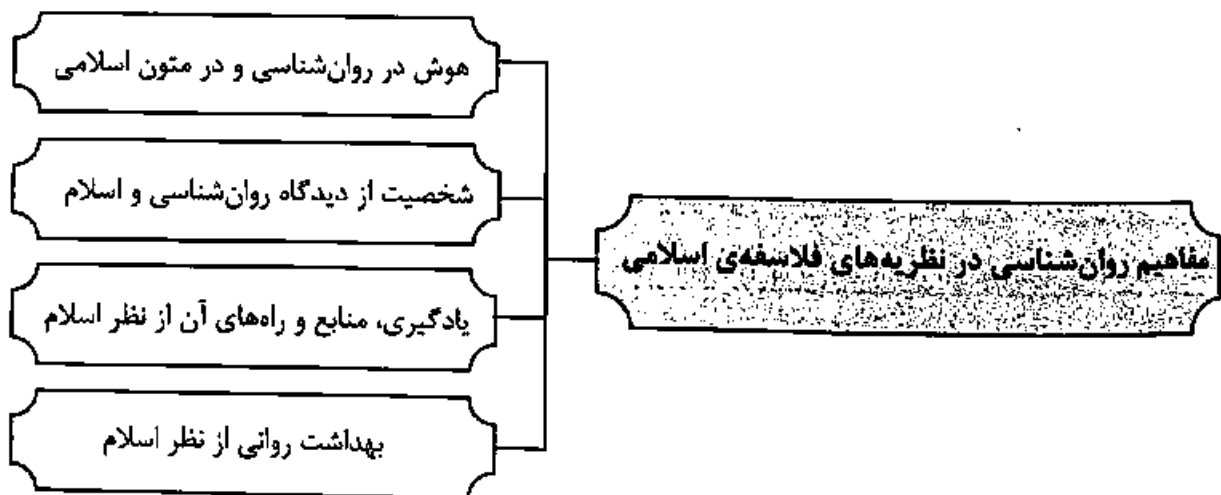 مفاهیم روان‌شناسی در نظریه‌های فلاسفه‌ی اسلامی
هوش در روان‌شناسی و در متون اسلامی
شخصیت از دیدگاه روان‌شناسی و اسلام
یادگیری، منابع و راه‌های آن از نظر اسلام
بهداشت روانی از نظر اسلام